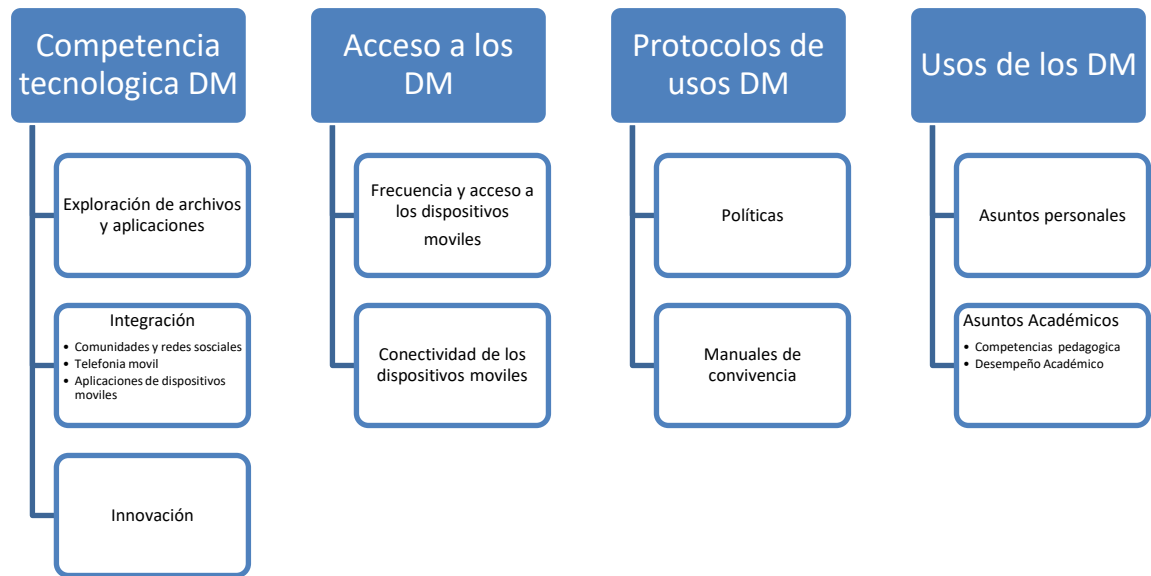 Competencia
tecnologica DM
Exploración de archivos
y aplicaciones
Integración
• Comunidades y redes sosciales
• Telefonia movil
• Aplicaciones de dispositivos
moviles
Innovación
Acceso a los
DM
Frecuencia y acceso a
los dispositivos
moviles
Conectividad de los
dispositivos moviles
Protocolos de
usos DM
Políticas
Manuales de
convivencia
Usos de los DM
Asuntos personales
Asuntos Académicos
• Competencias pedagogica
• Desempeño Académico